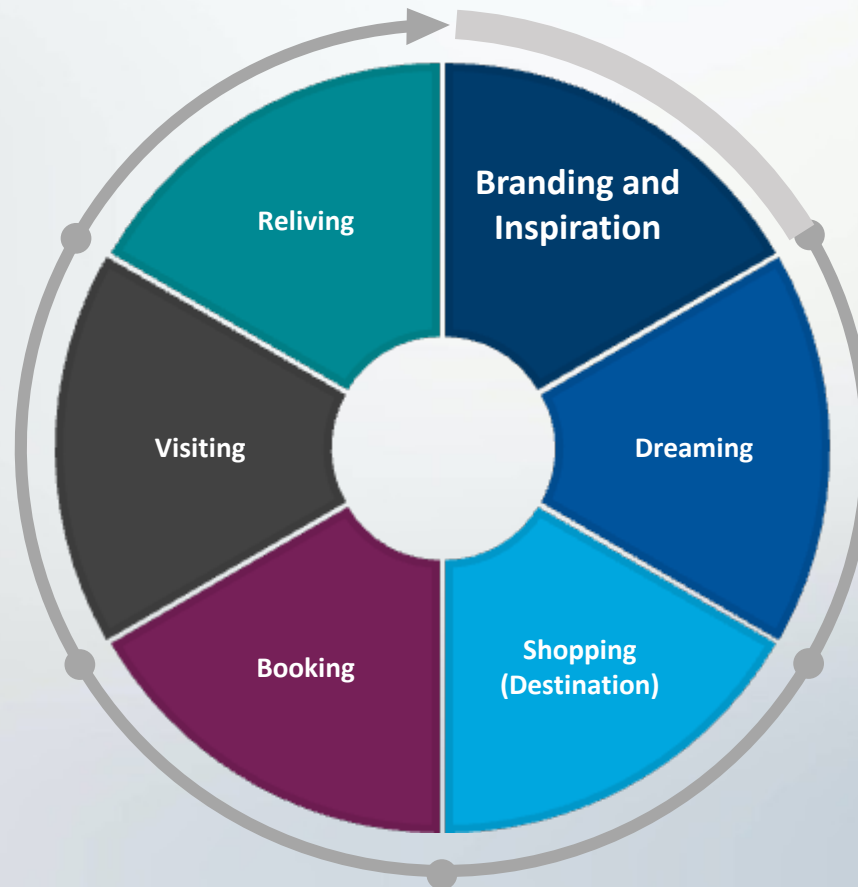 Branding and
Inspiration
Dreaming
Shopping
(Destination)
Booking
Visiting
Reliving